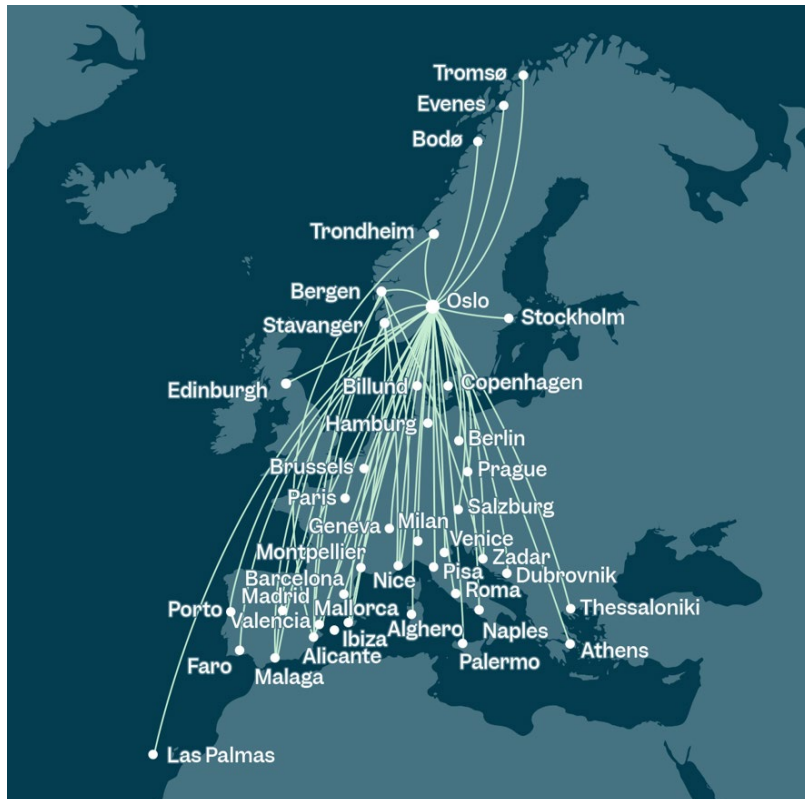 Tromsø
Evenes
Bodø
Trondheim
Bergen
Oslo
Stavanger
Stockholm
Edinburgh
Billund
Copenhagen
Hamburg
Berlin
Brussels
Prague
Paris
Salzburg
Geneva
Milan
Venice
Montpellier
Zadar
Barcelona
Nice
Pisa
Dubrovnik
Madrid
Roma
Porto
Mallorca
Thessaloniki
Valencia
Ibiza
Alghero
Naples
Alicante
Athens
Faro
Palermo
Malaga
Las Palmas